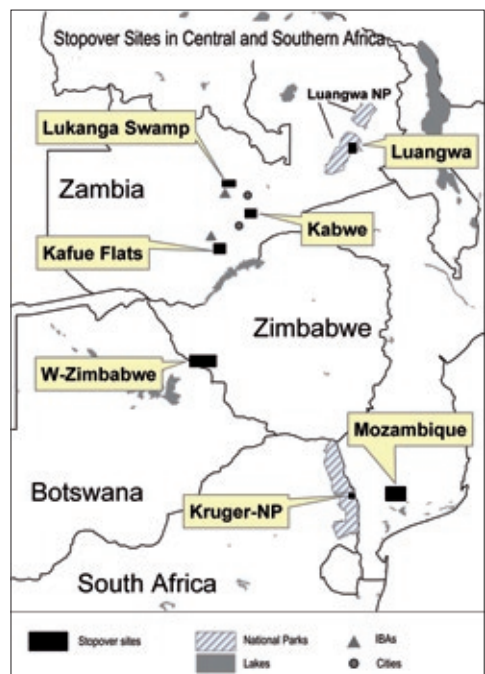 Stopover Sites in Central and Southern Africa
Luangwa NP
Lukanga Swamp
Luangwa
Zambia
Kabwe
Kafue Flats
Zimbabwe
W-Zimbabwe
Mozambique
Botswana
Kruger-NP
South Africa
Stopover sites
National Parks
IBAs
Lakes
Cities